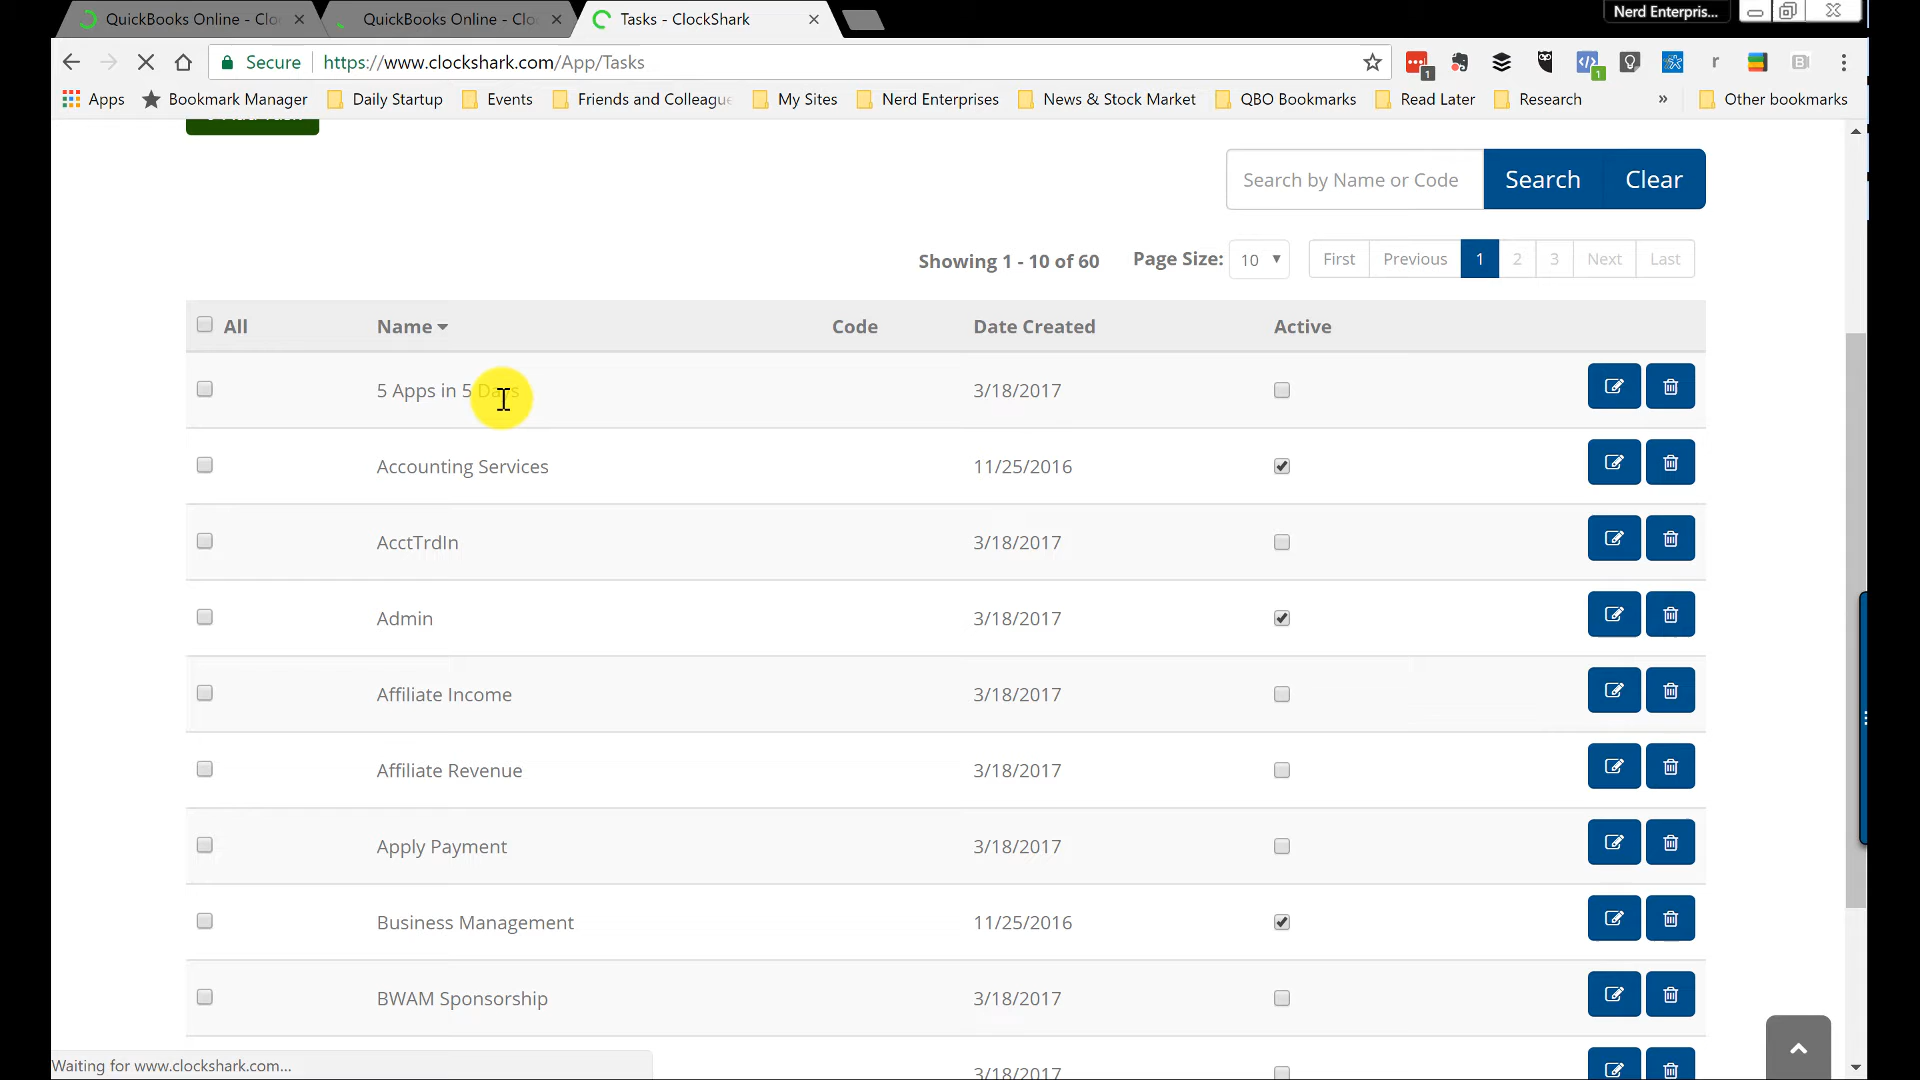 QuickBooks Online - Clo
QuickBooks Online - Clo
Tasks - ClockShark
Nerd Enterpris...
Secure
https://www.clockshark.com/App/Tasks
1
1
r
Apps
Bookmark Manager
Daily Startup
Events
Friends and Colleagu
My Sites
Nerd Enterprises
News & Stock Market
QBO Bookmarks
Read Later
Research
»
Other bookmarks
Search by Name or Code
Search
Clear
Showing 1 - 10 of 60
Page Size:
10
First
Previous
1
2
3
Next
Last
All
Name
Code
Date Created
Active
5 Apps in 5 Days
3/18/2017
Accounting Services
11/25/2016
AcctTrdIn
3/18/2017
Admin
3/18/2017
Affiliate Income
3/18/2017
Affiliate Revenue
3/18/2017
Apply Payment
3/18/2017
Business Management
11/25/2016
BWAM Sponsorship
3/18/2017
3/18/2017
Waiting for www.clockshark.com...